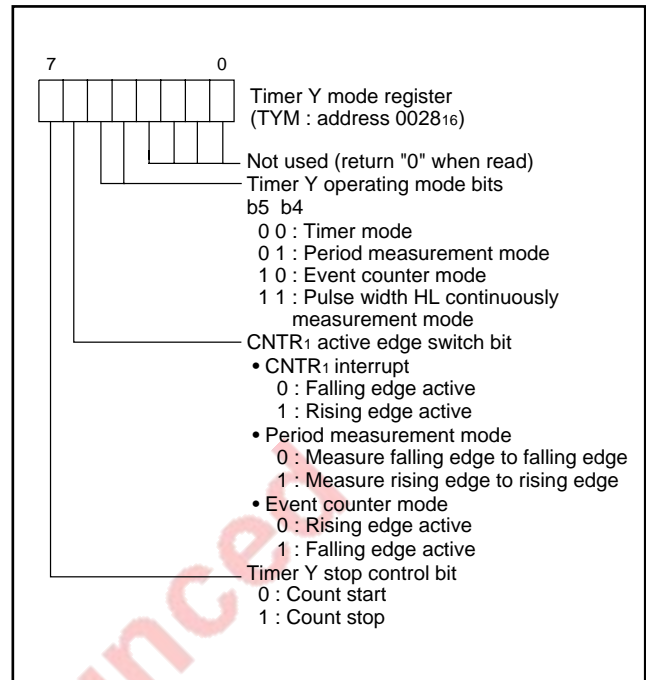 7 0
Timer Y mode register
(TYM : address 002816)
Not used (return "0" when read)
Timer Y operating mode bits
b5 b4
0 0 : Timer mode
0 1 : Period measurement mode
1 0 : Event counter mode
1 1 : Pulse width HL continuously
measurement mode
CNTR1 active edge switch bit
• CNTR1 interrupt
0 : Falling edge active
1 : Rising edge active
• Period measurement mode
0 : Measure falling edge to falling edge
1 : Measure rising edge to rising edge
• Event counter mode
0 : Rising edge active
1 : Falling edge active
Timer Y stop control bit
0 : Count start
1 : Count stop